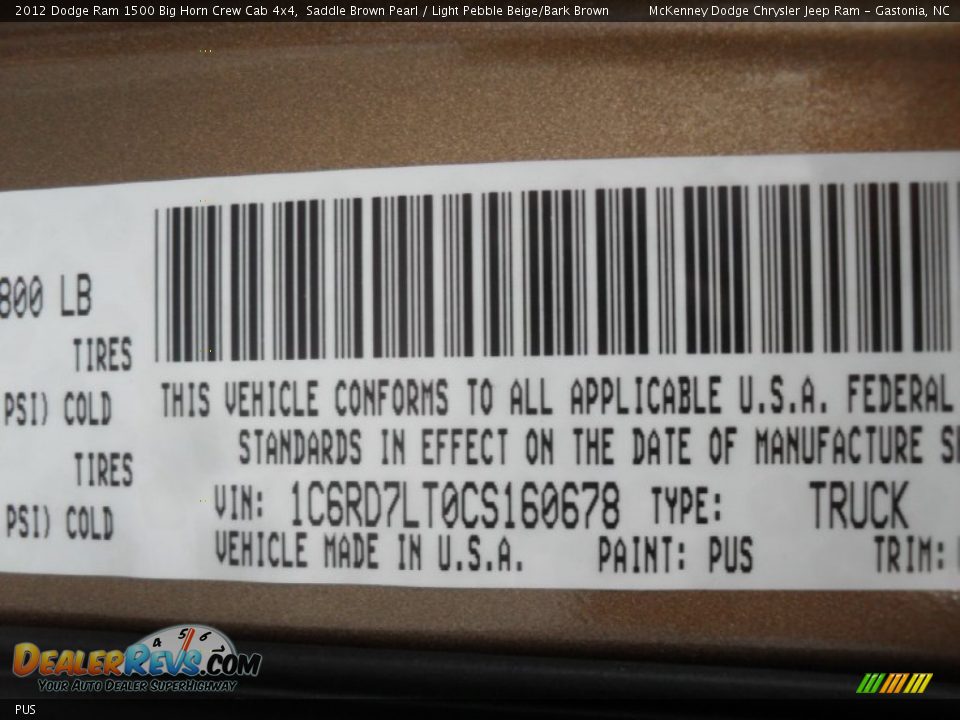 2012 Dodge Ram 1500 Big Horn Crew Cab 4x4, Saddle Brown Pearl / Light Pebble Beige/Bark Brown McKenney Dodge Chrysler Jeep Ram - Gastonia, NC
800 LB
TIRES
PSI) COLD
TIRES
PSI) COLD
THIS VEHICLE CONFORMS TO ALL APPLICABLE U.S.A. FEDERAL
STANDARDS IN EFFECT ON THE DATE OF MANUFACTURE
VIN: 1C6RD7LT0CS160678 TYPE: TRUCK
VEHICLE MADE IN U.S.A. PAINT: PUS TRIM:
4 5 6
DealerRevs.com
Your Auto Dealer SuperHighway
PUS